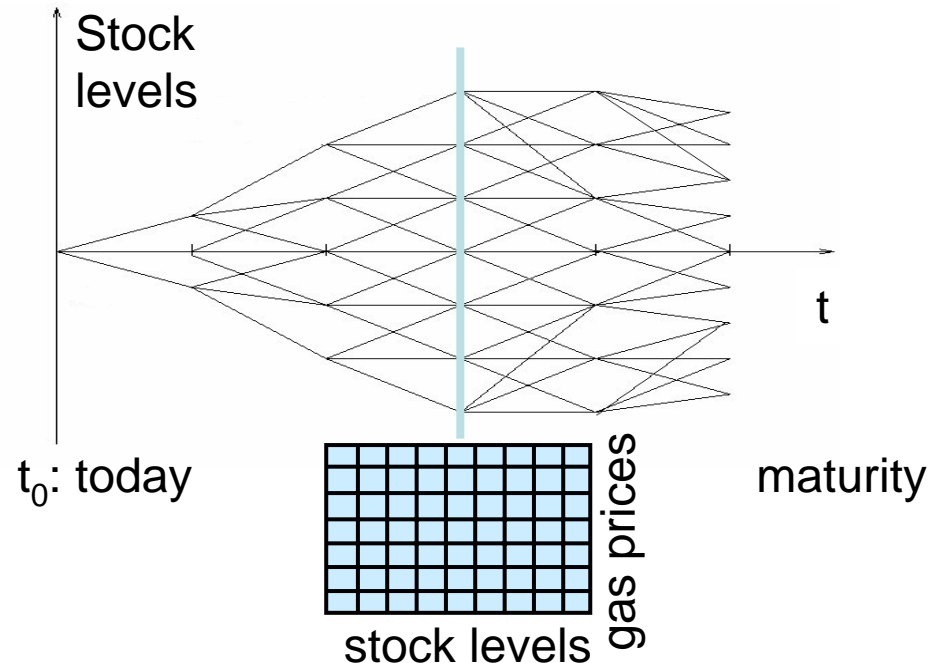 Stock
levels
t
t₀: today
maturity
gas prices
stock levels